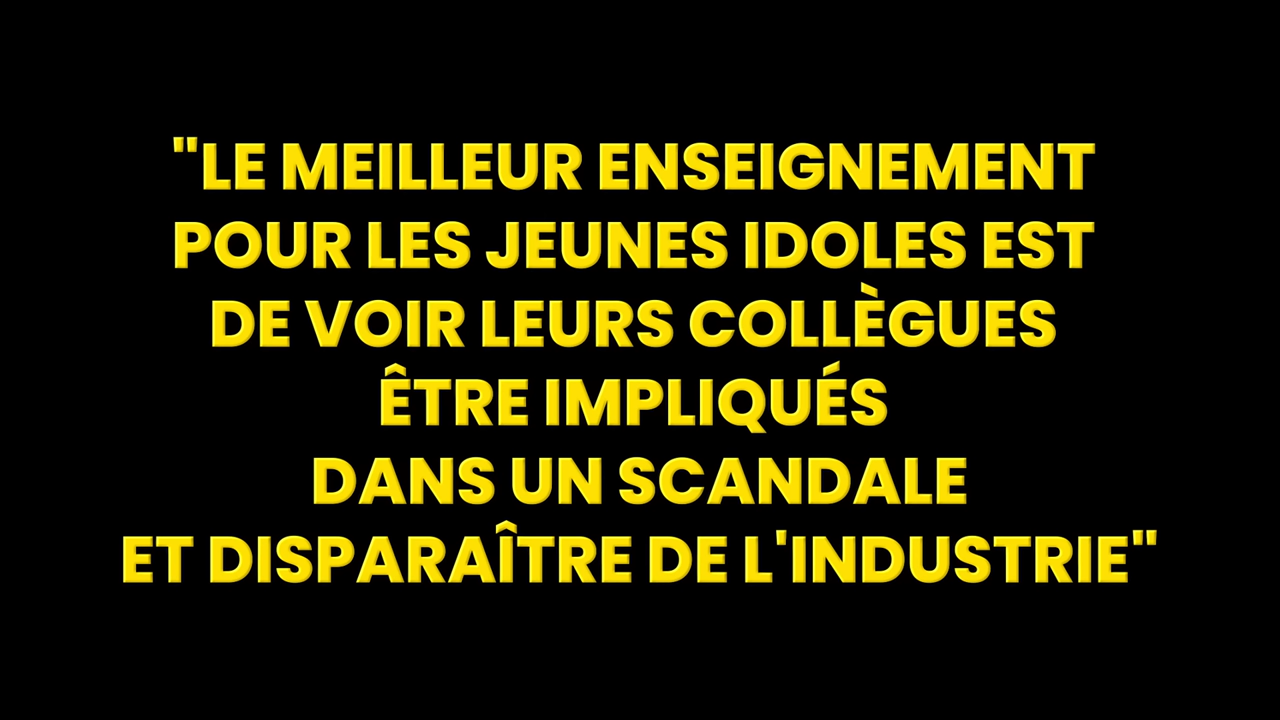 "LE MEILLEUR ENSEIGNEMENT
POUR LES JEUNES IDOLES EST
DE VOIR LEURS COLLÈGUES
ÊTRE IMPLIQUÉS
DANS UN SCANDALE
ET DISPARAÎTRE DE L'INDUSTRIE"